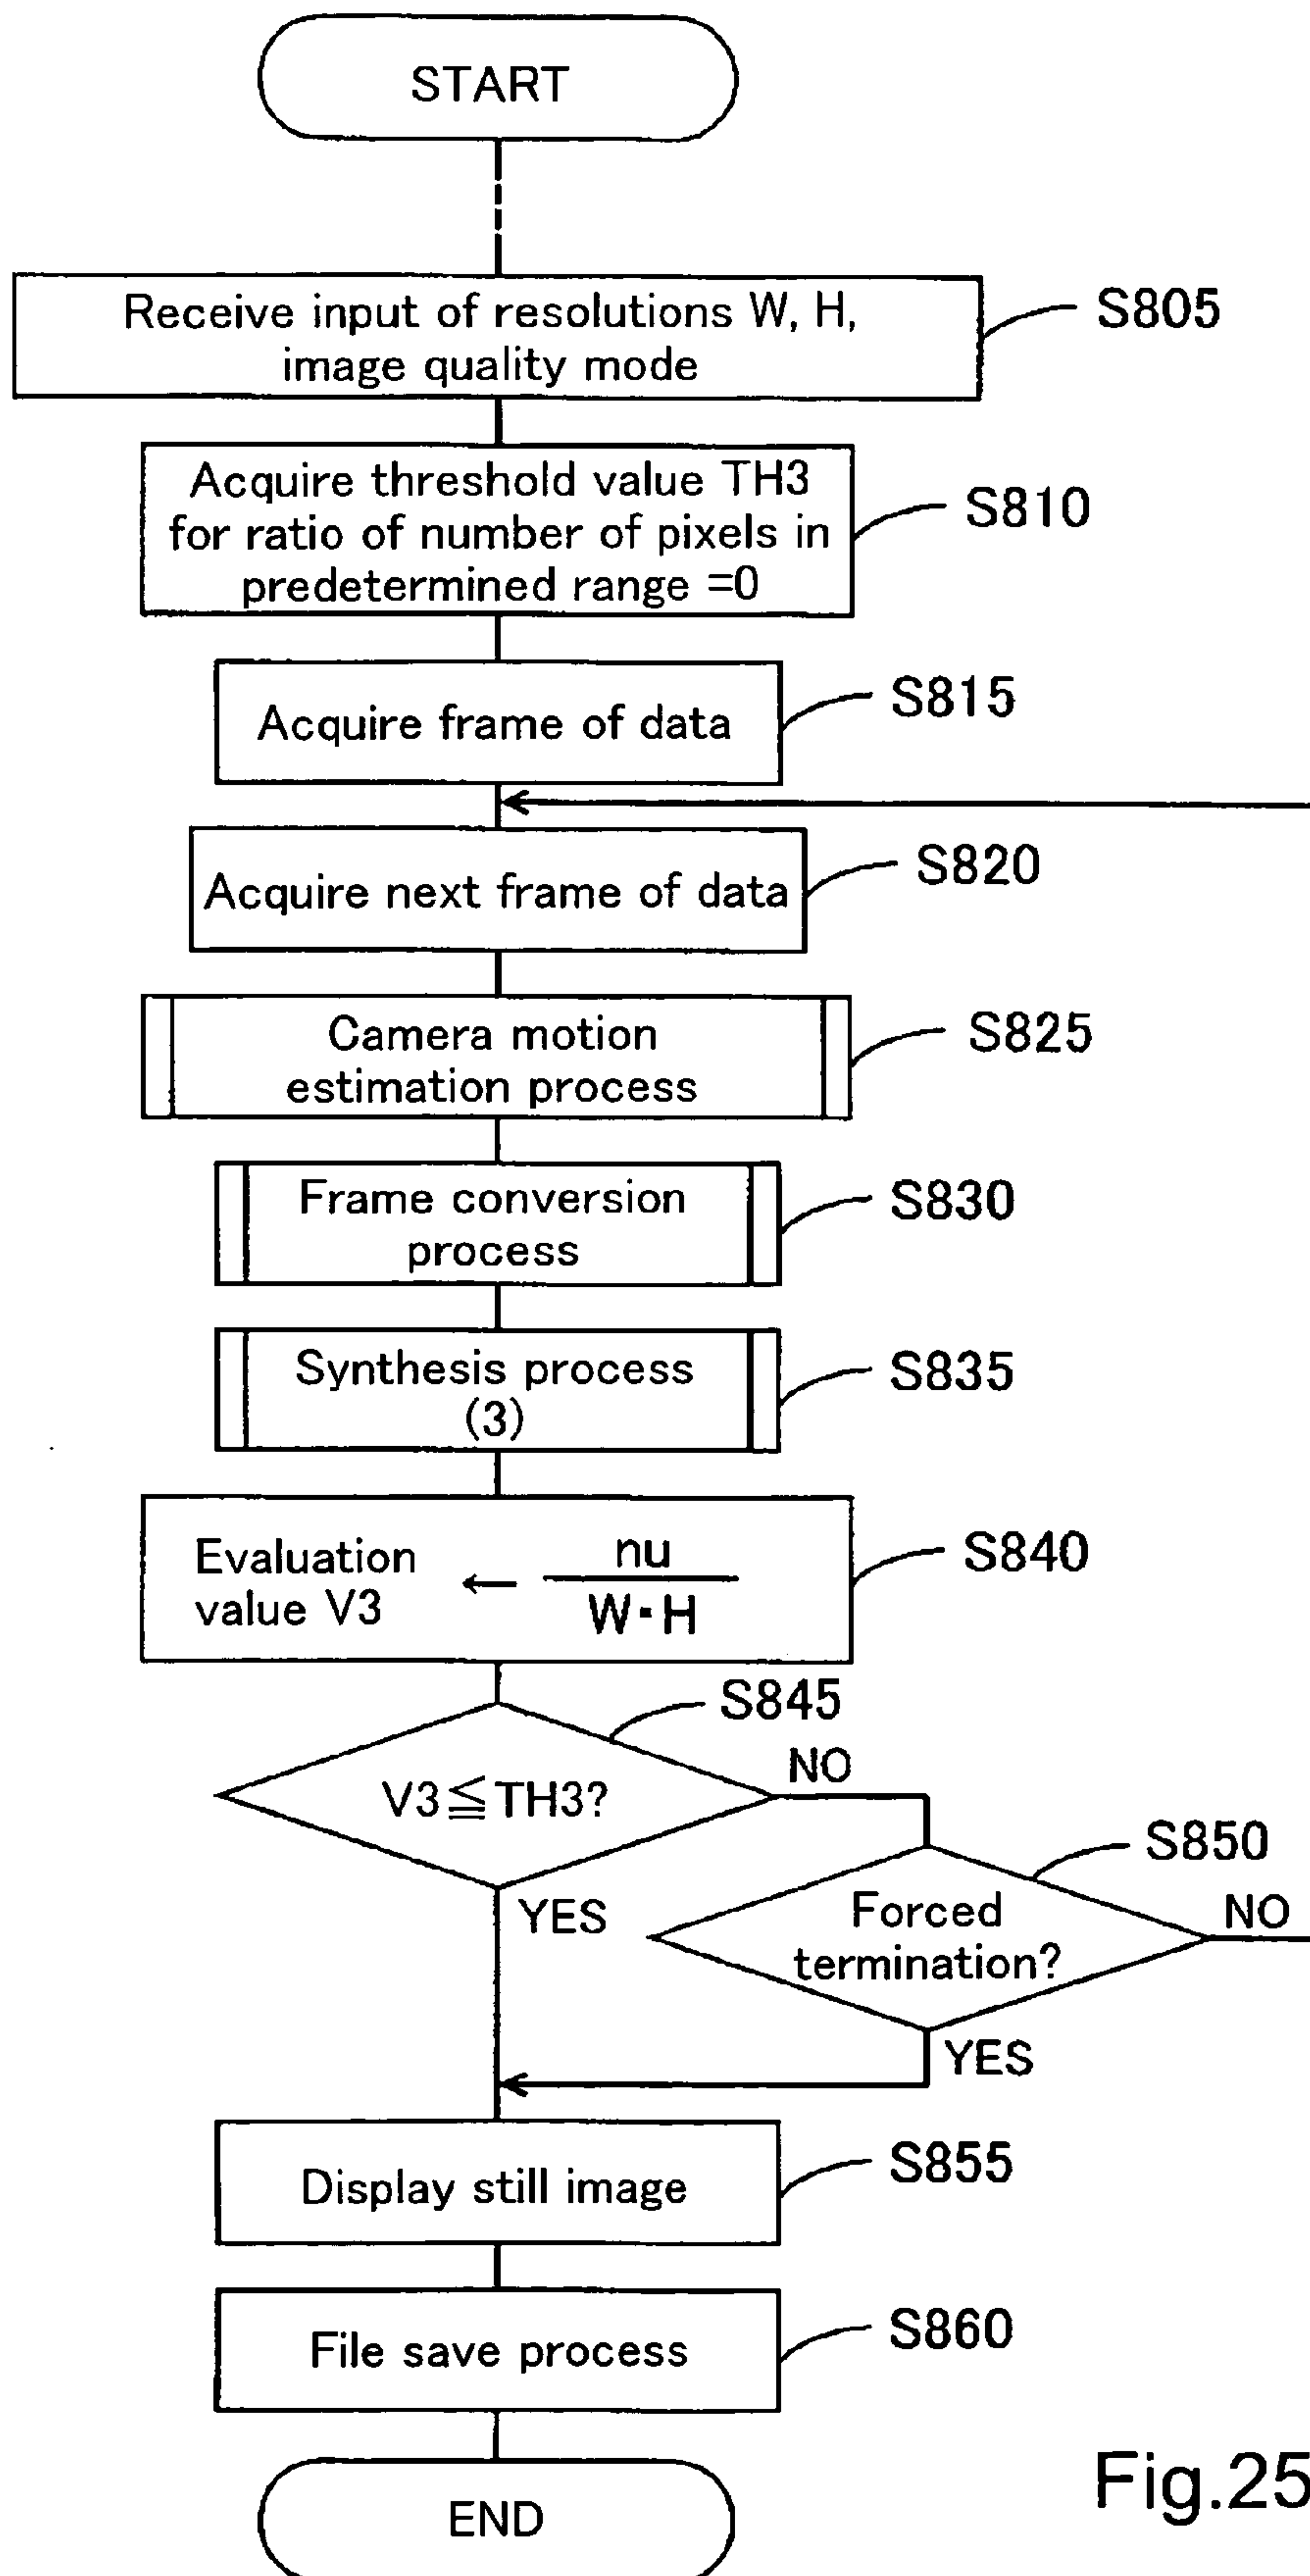 START
Receive input of resolutions W, H,
image quality mode
S805
Acquire threshold value TH3
for ratio of number of pixels in
predetermined range =0
S810
Acquire frame of data
S815
Acquire next frame of data
S820
Camera motion
estimation process
S825
Frame conversion
process
S830
Synthesis process
(3)
S835
Evaluation
value V3
←
nu
W·H
S840
V3≦TH3?
S845
NO
YES
Forced
termination?
S850
NO
YES
Display still image
S855
File save process
S860
END
Fig.25